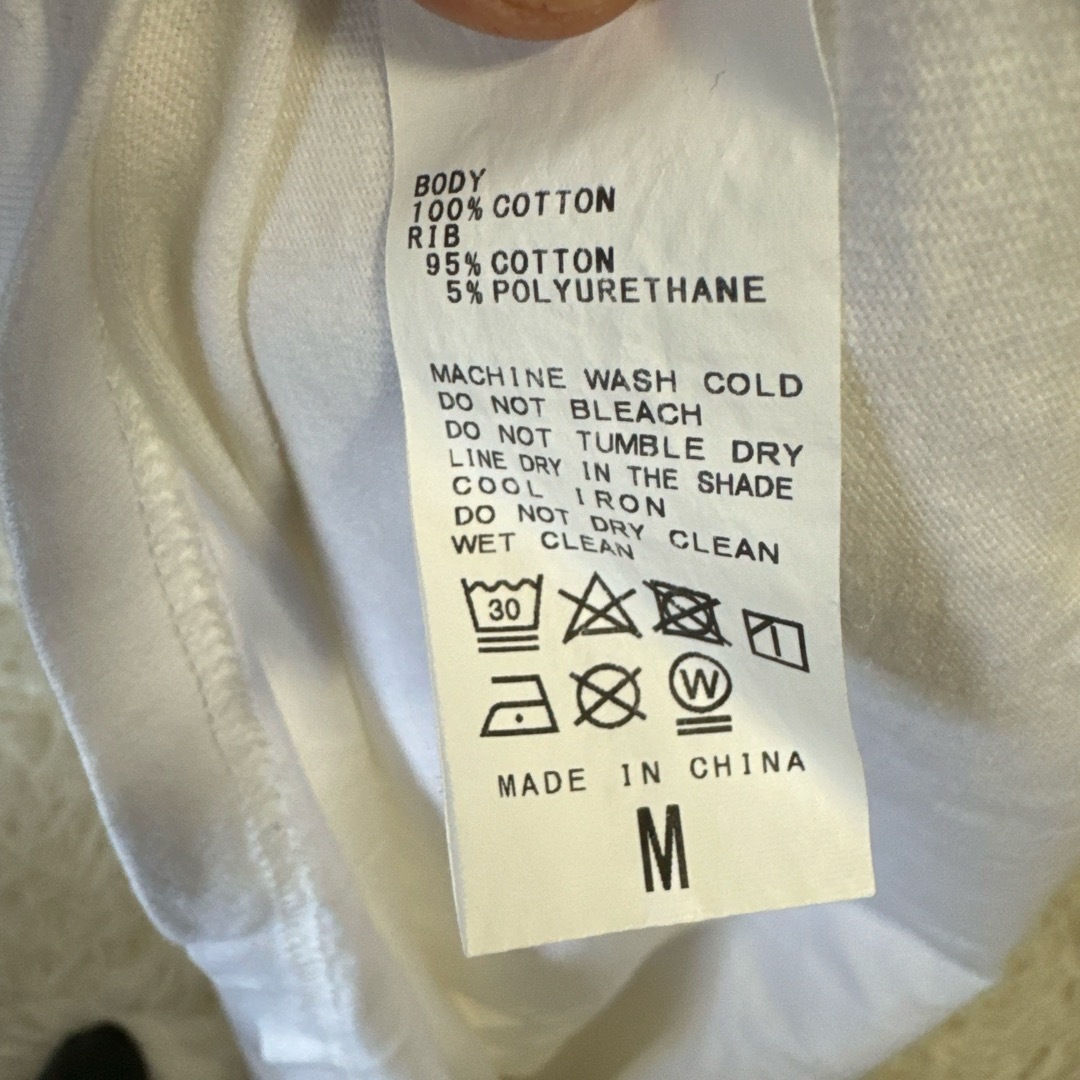 BODY
100% COTTON
RIB
95% COTTON
5% POLYURETHANE
MACHINE WASH COLD
DO NOT BLEACH
DO NOT TUMBLE DRY
LINE DRY IN THE SHADE
COOL IRON
DO NOT DRY CLEAN
WET CLEAN
30
W
MADE IN CHINA
M